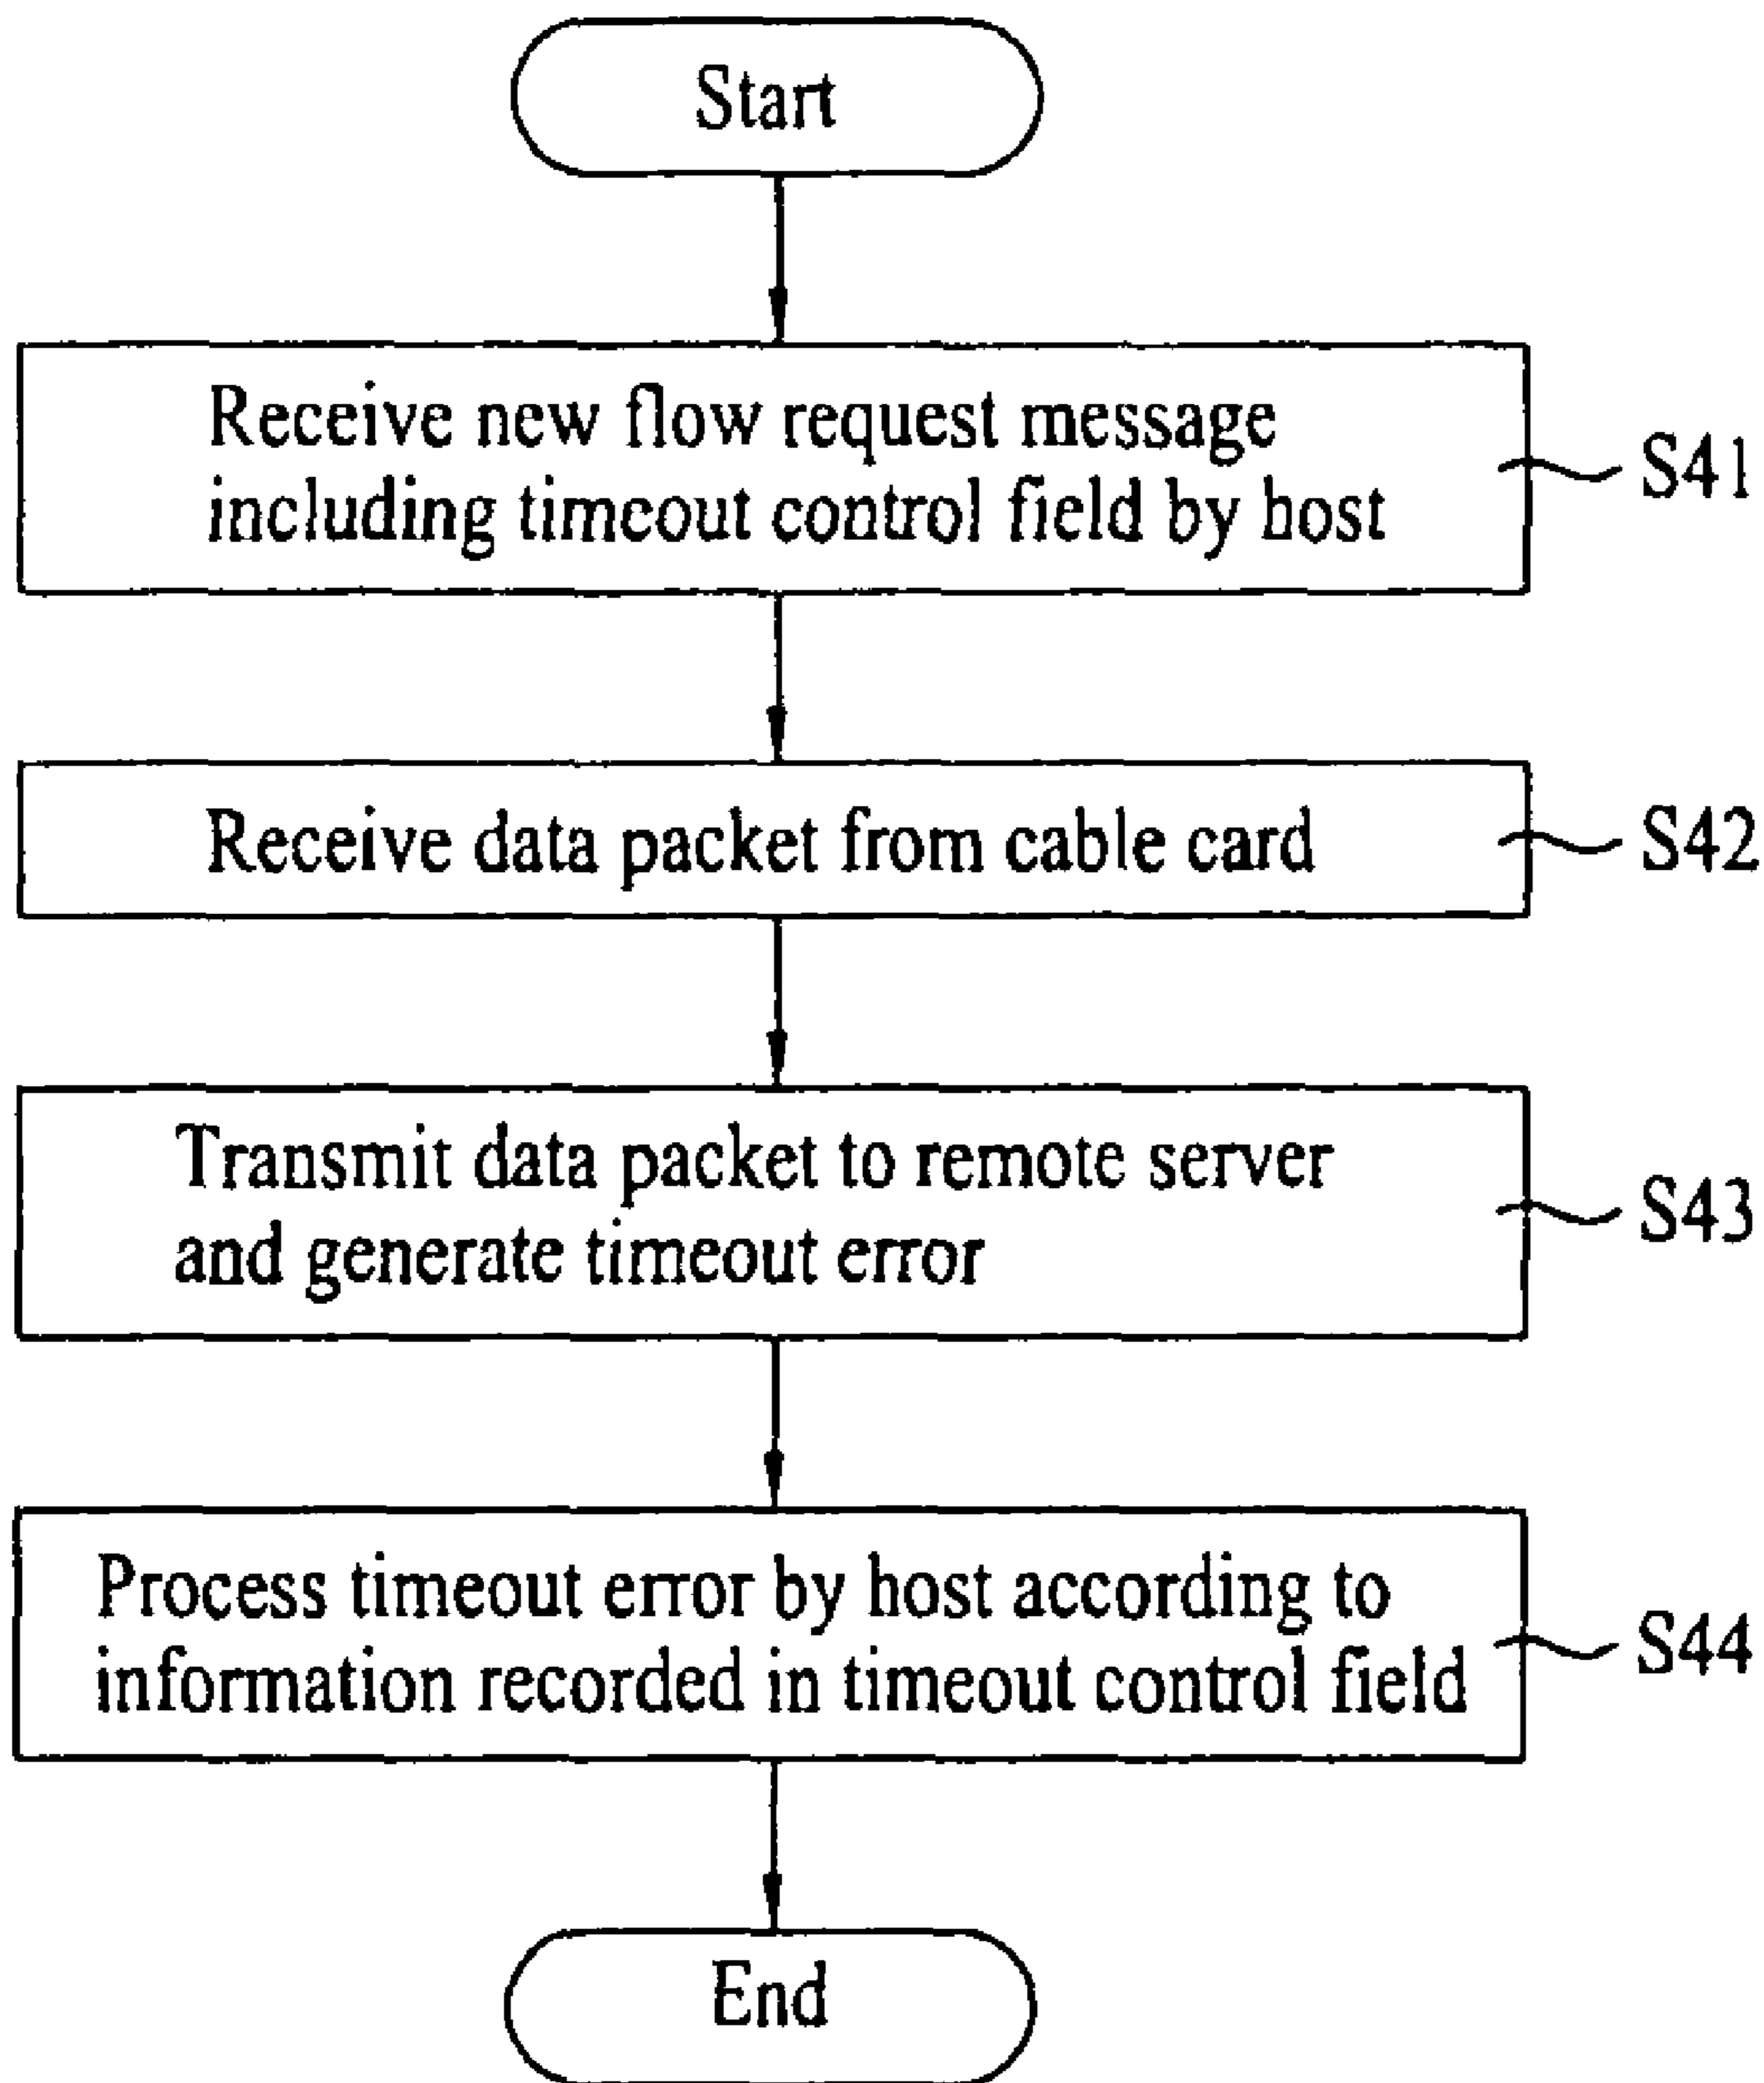 Start
Receive new flow request message
including timeout control field by host
S41
Receive data packet from cable card
S42
Transmit data packet to remote server
and generate timeout error
S43
Process timeout error by host according to
information recorded in timeout control field
S44
End